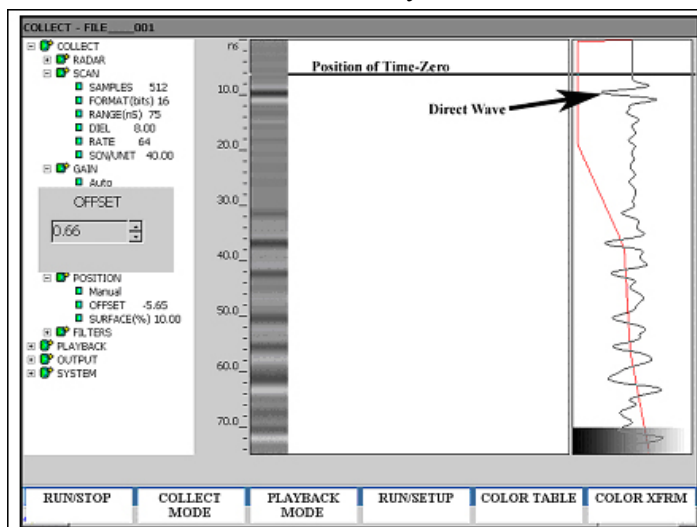 COLLECT - FILE____001
COLLECT
RADAR
SCAN
SAMPLES 512
FORMAT(bits) 16
RANGE(nS) 75
DIEL 8.00
RATE 64
SCN/UNIT 40.00
GAIN
Auto
OFFSET
0.66
POSITION
Manual
OFFSET -5.65
SURFACE(%) 10.00
FILTERS
PLAYBACK
OUTPUT
SYSTEM
ns
10.0
20.0
30.0
40.0
50.0
60.0
70.0
Position of Time-Zero
Direct Wave
RUN/STOP
COLLECT MODE
PLAYBACK MODE
RUN/SETUP
COLOR TABLE
COLOR XFRM